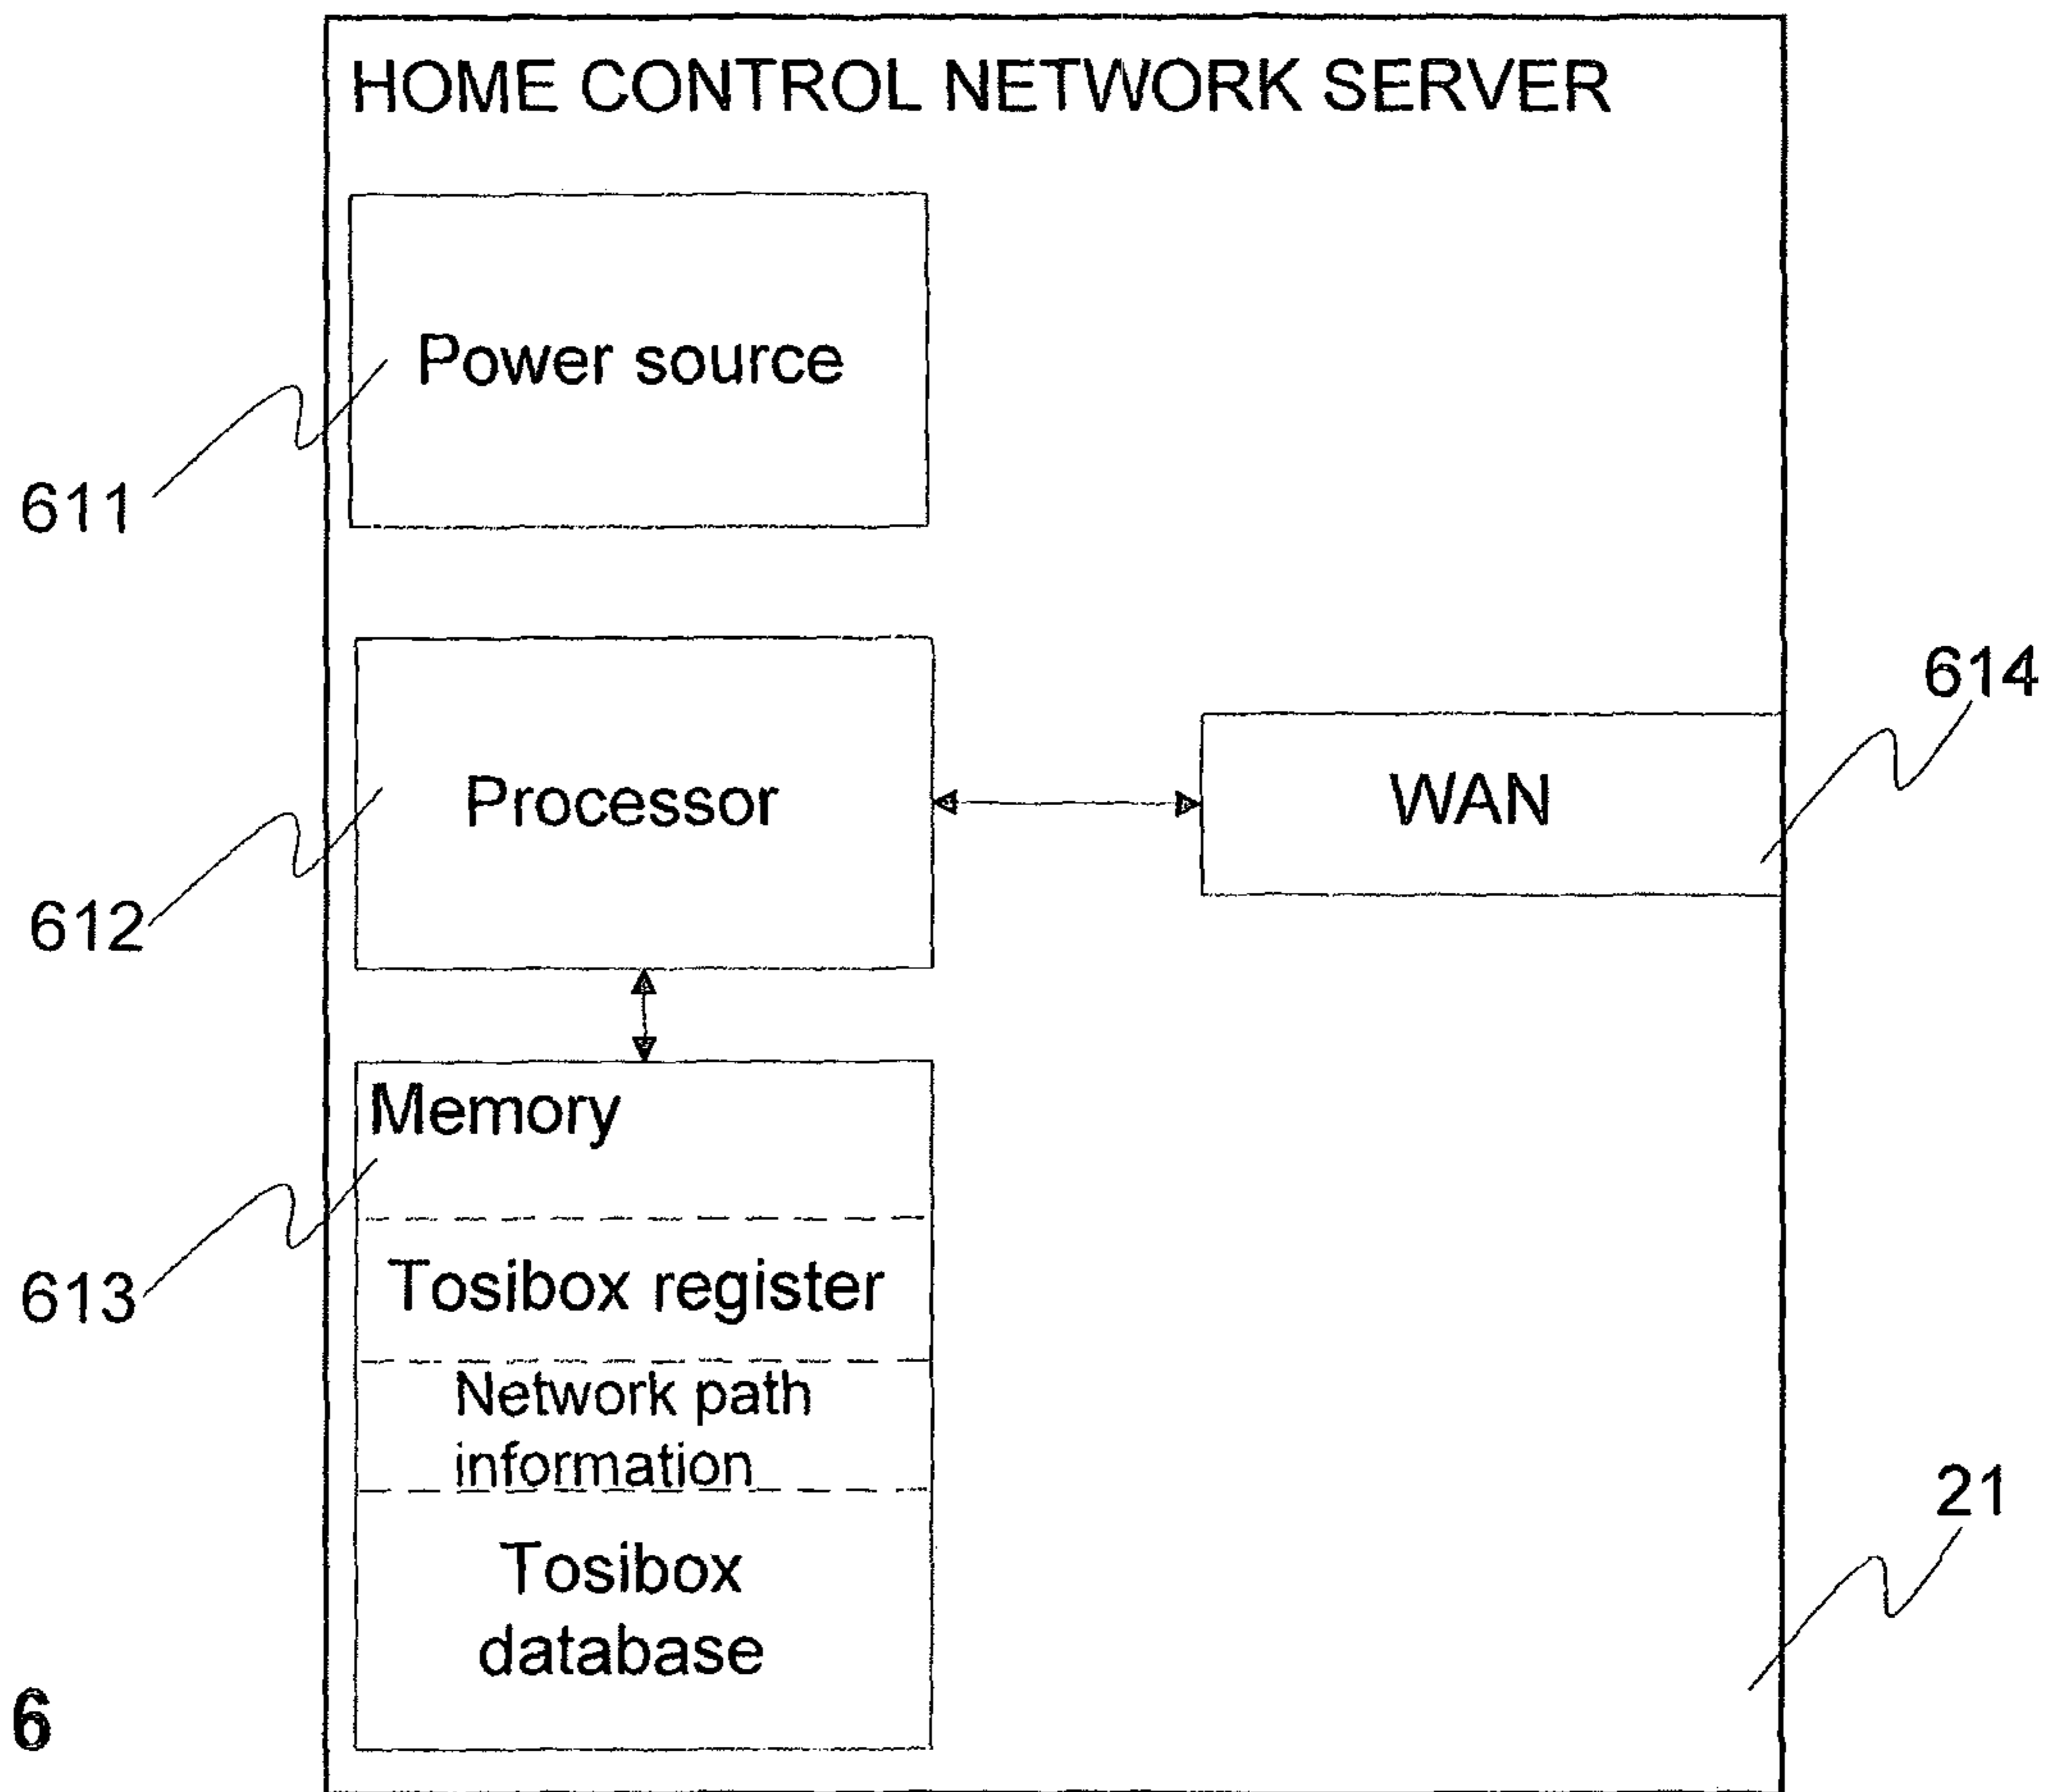 HOME CONTROL NETWORK SERVER
Power source
611
614
Processor
WAN
612
Memory
Tosibox register
613
Network path
information
21
Tosibox
database
6